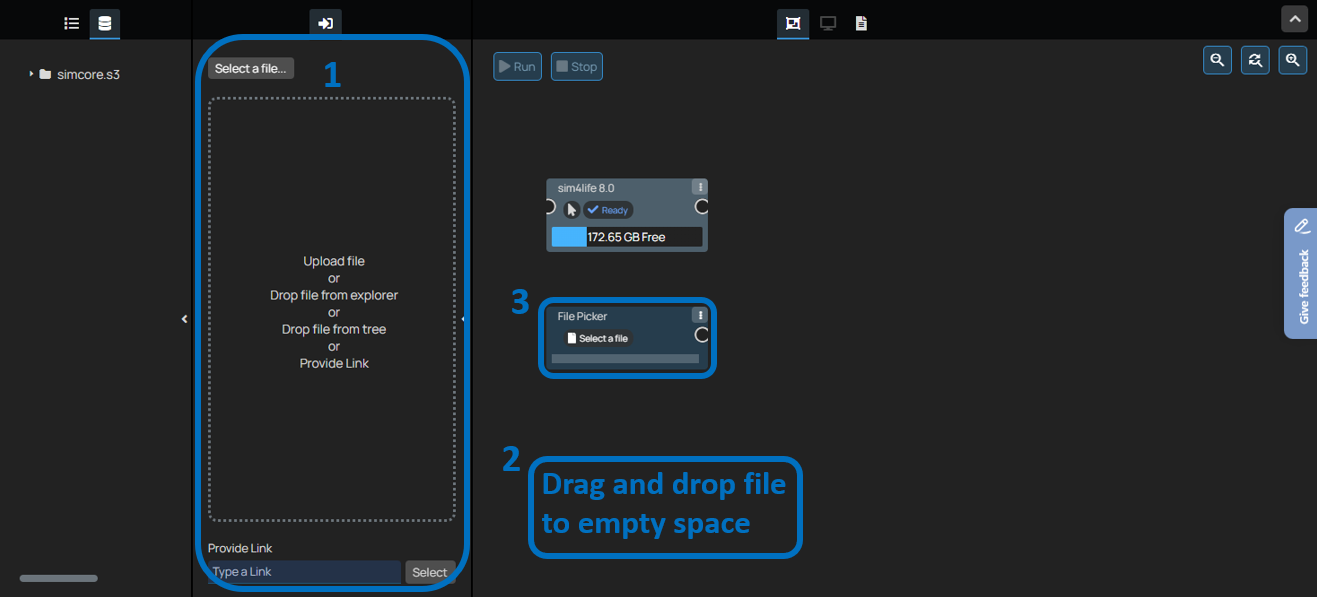 simcore.s3
Select a file...
1
Upload file
or
Drop file from explorer
or
Drop file from tree
or
Provide Link
Provide Link
Type a Link
Select
Run
Stop
sim4life 8.0
Ready
172.65 GB Free
3
File Picker
Select a file
2
Drag and drop file
to empty space
Give feedback